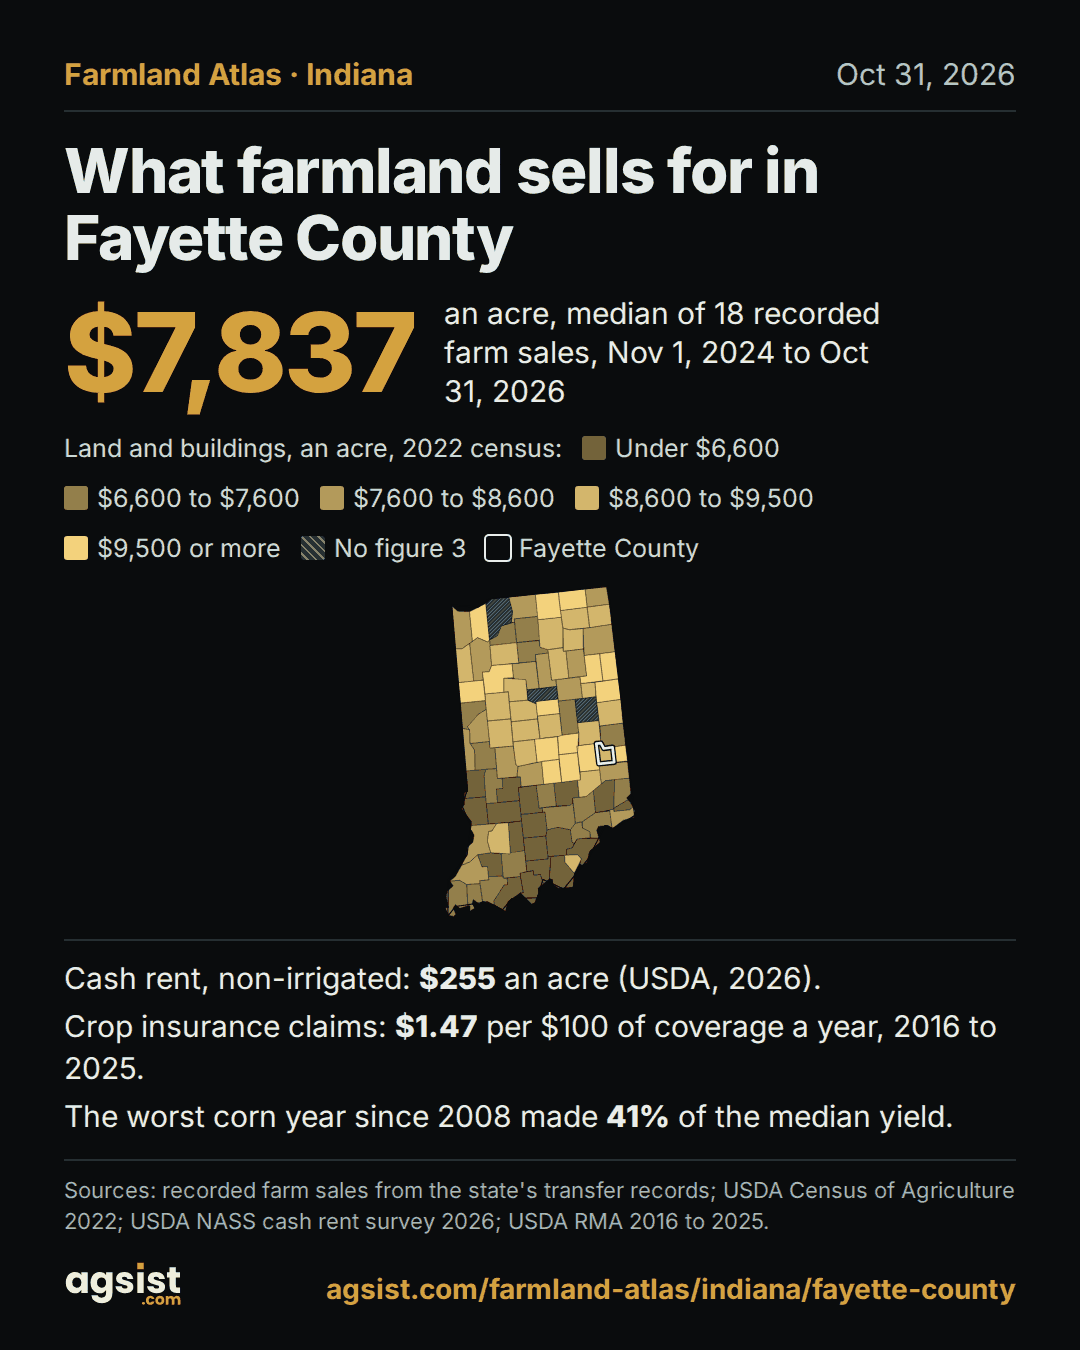 Farmland Atlas · Indiana
Oct 31, 2026
What farmland sells for in
Fayette County
$7,837
an acre, median of 18 recorded
farm sales, Nov 1, 2024 to Oct
31, 2026
Land and buildings, an acre, 2022 census: Under $6,600
$6,600 to $7,600 $7,600 to $8,600 $8,600 to $9,500
$9,500 or more No figure 3 Fayette County
Cash rent, non-irrigated: $255 an acre (USDA, 2026).
Crop insurance claims: $1.47 per $100 of coverage a year, 2016 to
2025.
The worst corn year since 2008 made 41% of the median yield.
Sources: recorded farm sales from the state's transfer records; USDA Census of Agriculture
2022; USDA NASS cash rent survey 2026; USDA RMA 2016 to 2025.
agsist
.com
agsist.com/farmland-atlas/indiana/fayette-county